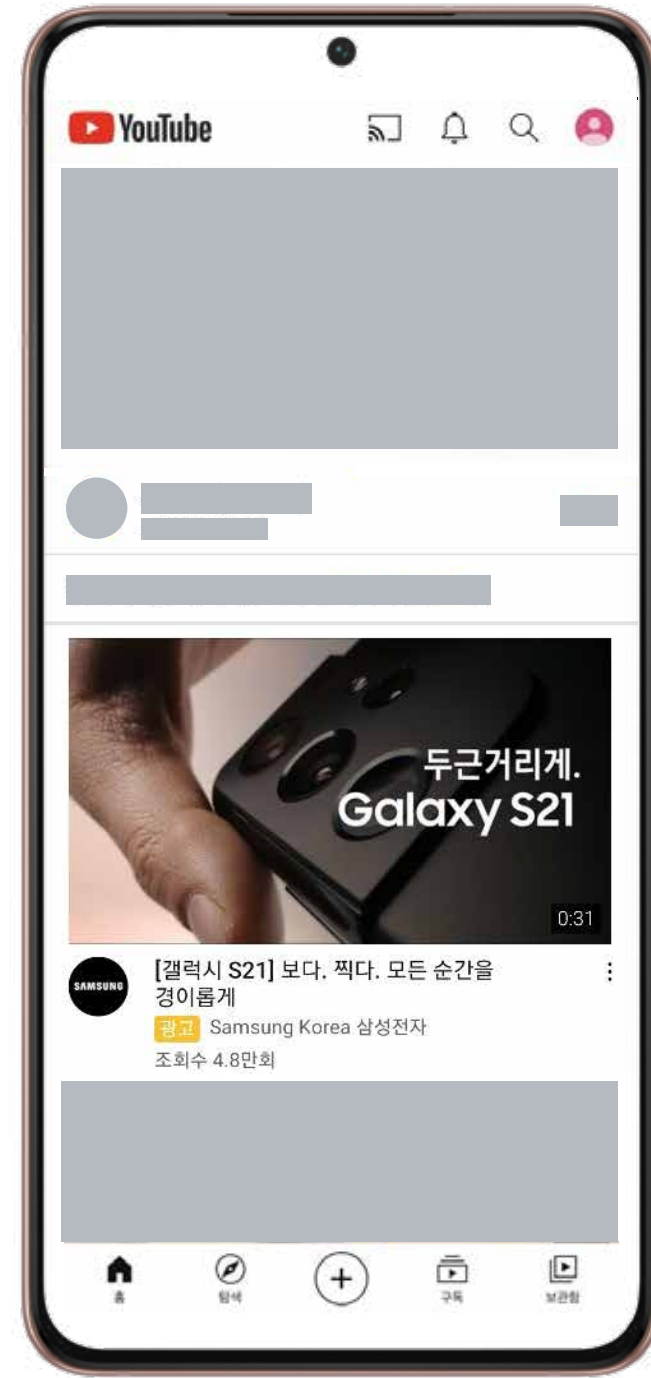 YouTube
두근거리게.
Galaxy S21
0:31
SAMSUNG
[갤럭시 S21] 보다. 찍다. 모든 순간을
경이롭게
광고 Samsung Korea 삼성전자
조회수 4.8만회
홈 탐색 구독 보관함